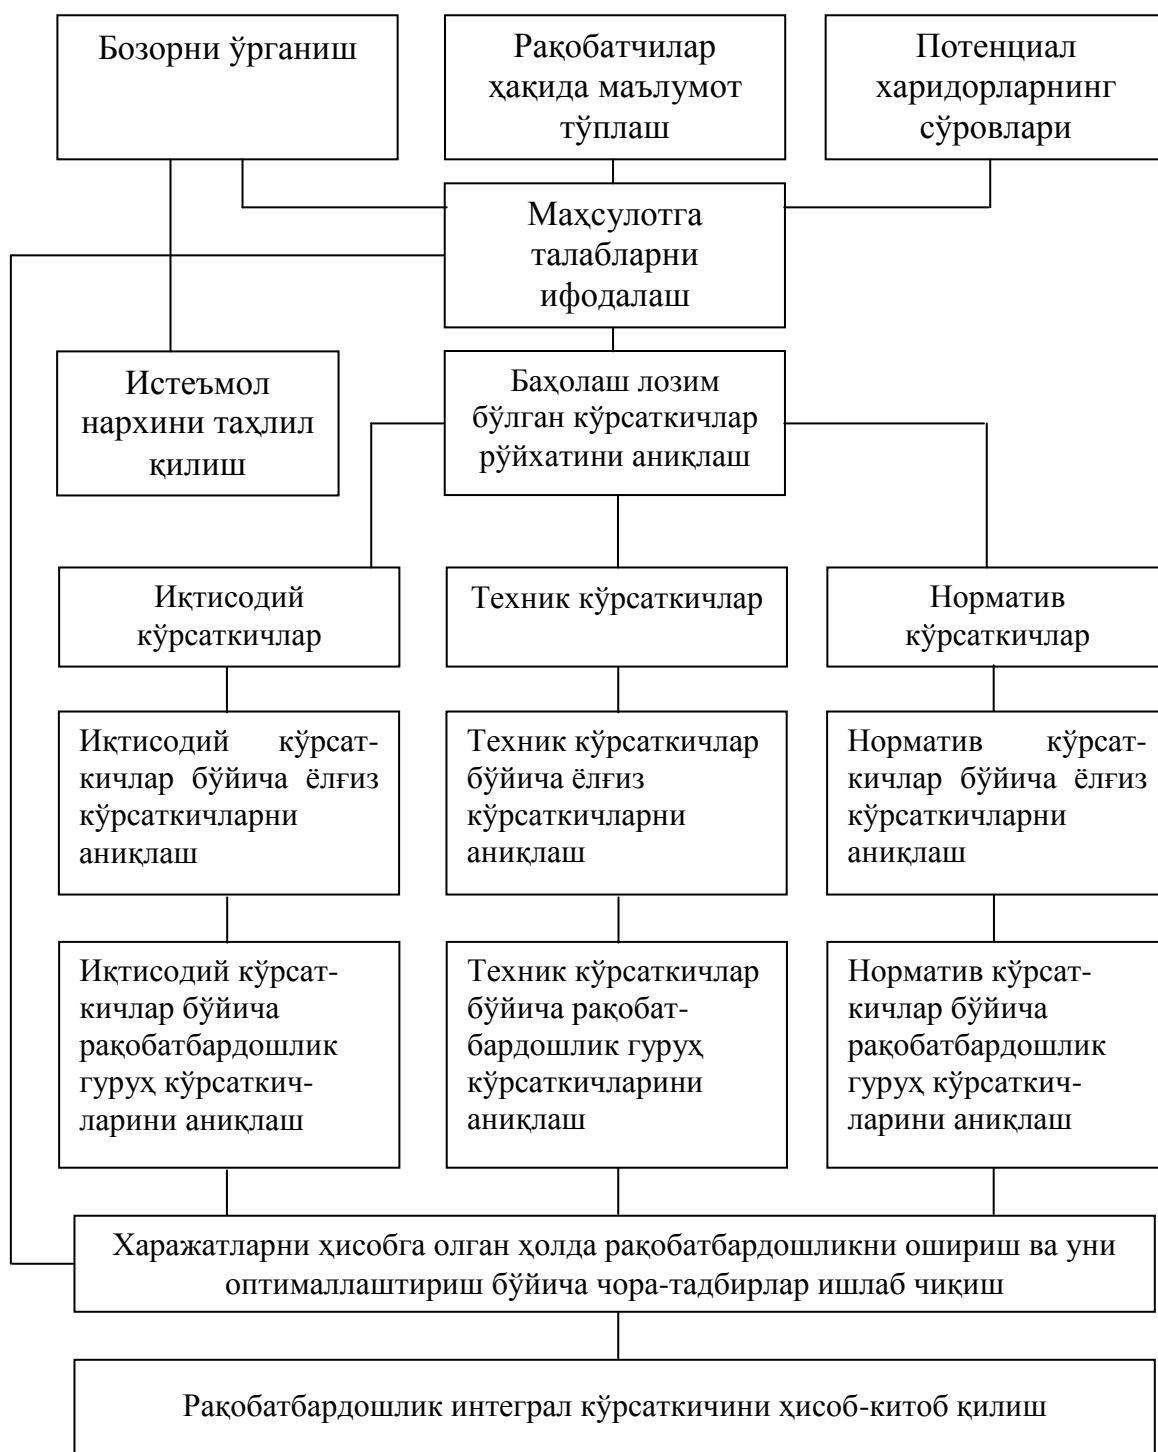 Бозорни ўрганиш
Рақобатчилар
ҳақида маълумот
тўплаш
Потенциал
харидорларнинг
сўровлари
Маҳсулотга
талабларни
ифодалаш
Истеъмол
нархини таҳлил
қилиш
Баҳолаш лозим
бўлган кўрсаткичлар
рўйхатини аниқлаш
Иқтисодий
кўрсаткичлар
Техник кўрсаткичлар
Норматив
кўрсаткичлар
Иқтисодий кўрсат-
кичлар бўйича ёлғиз
кўрсаткичларни
аниқлаш
Техник кўрсаткичлар
бўйича ёлғиз
кўрсаткичларни
аниқлаш
Норматив кўрсат-
кичлар бўйича ёлғиз
кўрсаткичларни
аниқлаш
Иқтисодий кўрсат-
кичлар бўйича
рақобатбардошлик
гуруҳ кўрсаткич-
ларини аниқлаш
Техник кўрсаткичлар
бўйича рақобат-
бардошлик гуруҳ
кўрсаткичларини
аниқлаш
Норматив кўрсат-
кичлар бўйича
рақобатбардошлик
гуруҳ кўрсаткич-
ларини аниқлаш
Харажатларни ҳисобга олган ҳолда рақобатбардошликни ошириш ва уни
оптималлаштириш бўйича чора-тадбирлар ишлаб чиқиш
Рақобатбардошлик интеграл кўрсаткичини ҳисоб-китоб қилиш